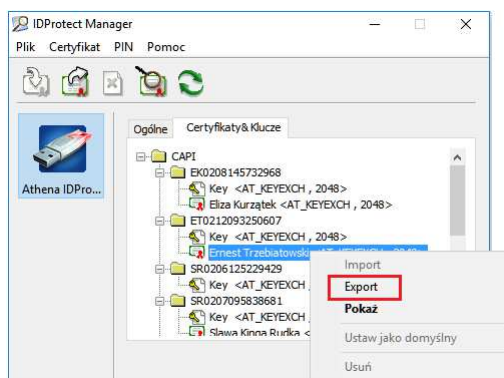 IDProtect Manager
Plik Certyfikat PIN Pomoc
Ogólne Certyfikaty& Klucze
Athena IDPro...
CAPI
EK0208145732968
Key <AT_KEYEXCH , 2048>
Eliza Kurzątek <AT_KEYEXCH , 2048>
ET0212093250607
Key <AT_KEYEXCH , 2048>
Ernest Trzebiatowski
SR0206125229429
Key <AT_KEYEXCH
SR0207095838681
Key <AT_KEYEXCH
Slawa Kinga Rudka <
Import
Export
Pokaż
Ustaw jako domyślny
Usuń